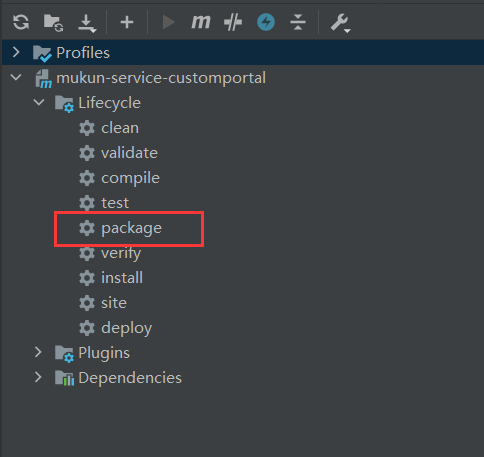 Profiles
mukun-service-customportal
Lifecycle
clean
validate
compile
test
package
verify
install
site
deploy
Plugins
Dependencies